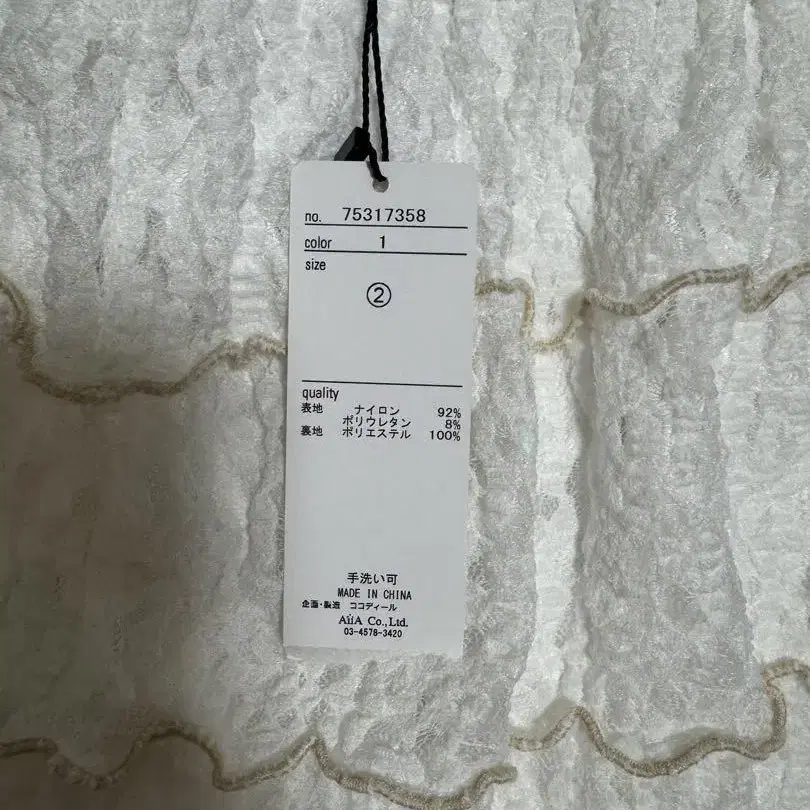 no. 75317358
color 1
size
②
quality
表地 ナイロン 92%
ポリウレタン 8%
裏地 ポリエステル 100%
手洗い可
MADE IN CHINA
企画・製造 ココディール
AiiA Co.,Ltd.
03-4578-3420